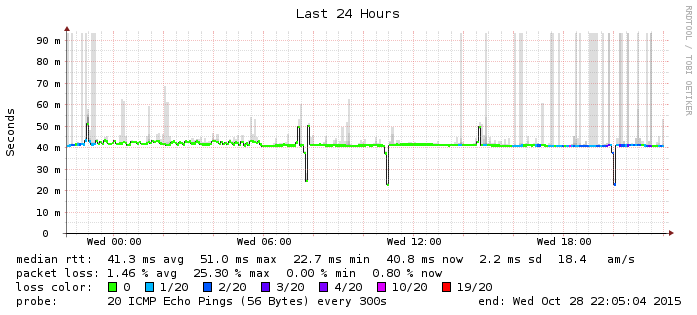 Last 24 Hours
RRDTOOL / TOBI OETIKER
Seconds
90 m
80 m
70 m
60 m
50 m
40 m
30 m
20 m
10 m
0
Wed 00:00 Wed 06:00 Wed 12:00 Wed 18:00
median rtt: 41.3 ms avg 51.0 ms max 22.7 ms min 40.8 ms now 2.2 ms sd 18.4 am/s
packet loss: 1.46 % avg 25.30 % max 0.00 % min 0.80 % now
loss color: 0 1/20 2/20 3/20 4/20 10/20 19/20
probe: 20 ICMP Echo Pings (56 Bytes) every 300s end: Wed Oct 28 22:05:04 2015